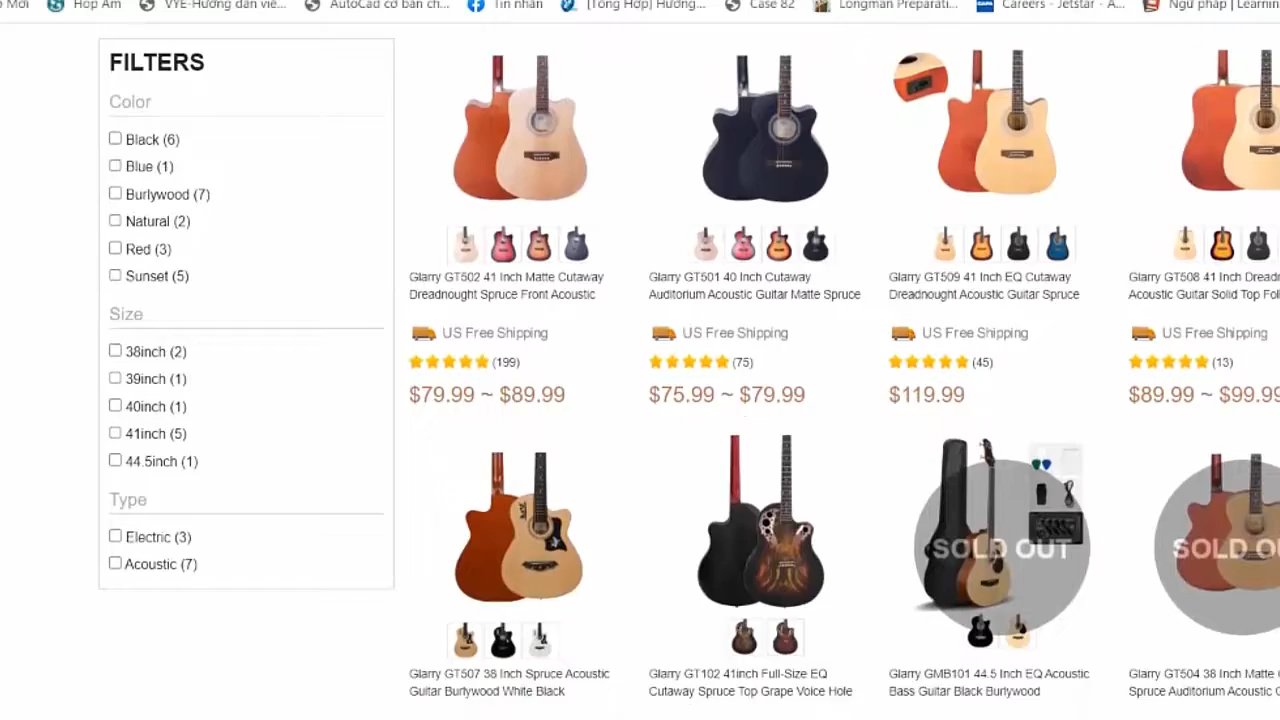 Mới
Hợp Âm
VYE-Hướng dẫn viê...
AutoCad cơ bản ch...
Tin nhắn
[Tổng Hợp] Hướng...
Case 82
Longman Preparati...
Careers - Jetstar - A...
Ngữ pháp | Learnin
FILTERS
Color
Black (6)
Blue (1)
Burlywood (7)
Natural (2)
Red (3)
Sunset (5)
Size
38inch (2)
39inch (1)
40inch (1)
41inch (5)
44.5inch (1)
Type
Electric (3)
Acoustic (7)
Glarry GT502 41 Inch Matte Cutaway
Dreadnought Spruce Front Acoustic
US Free Shipping
(199)
$79.99 ~ $89.99
Glarry GT501 40 Inch Cutaway
Auditorium Acoustic Guitar Matte Spruce
US Free Shipping
(75)
$75.99 ~ $79.99
Glarry GT509 41 Inch EQ Cutaway
Dreadnought Acoustic Guitar Spruce
US Free Shipping
(45)
$119.99
Glarry GT508 41 Inch Dreadn
Acoustic Guitar Solid Top Fol
US Free Shipping
(13)
$89.99 ~ $99.99
Glarry GT507 38 Inch Spruce Acoustic
Guitar Burlywood White Black
Glarry GT102 41inch Full-Size EQ
Cutaway Spruce Top Grape Voice Hole
SOLD OUT
Glarry GMB101 44.5 Inch EQ Acoustic
Bass Guitar Black Burlywood
SOLD OU
Glarry GT504 38 Inch Matte
Spruce Auditorium Acoustic